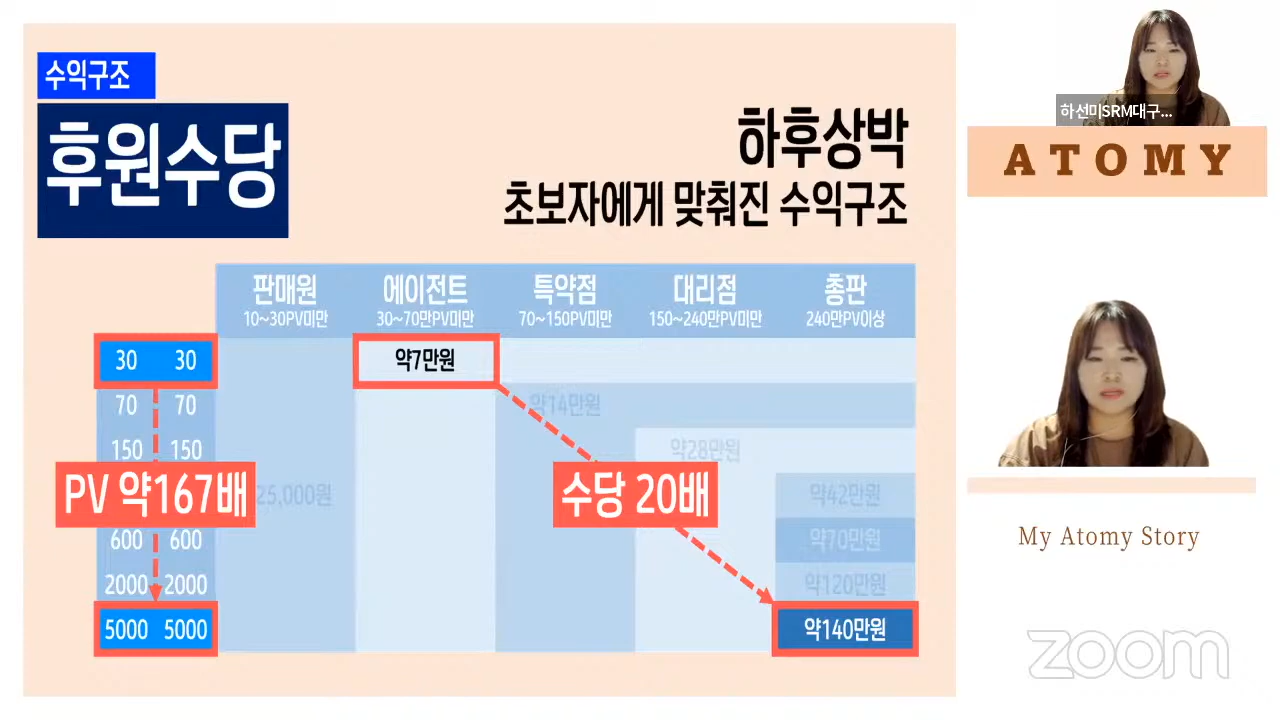 수익구조
후원수당
하후상박
초보자에게 맞춰진 수익구조
판매원 에이전트 특약점 대리점 총판
10~30PV미만 30~70만PV미만 70~150PV미만 150~240만PV미만 240만PV이상
30 30 약7만원
70 70 약14만원
150 150 약28만원
PV 약167배 25,000원 수당 20배 약42만원
600 600 약70만원
2000 2000 약120만원
5000 5000 약140만원
하선미SRM대구...
ATOMY
My Atomy Story
zoom